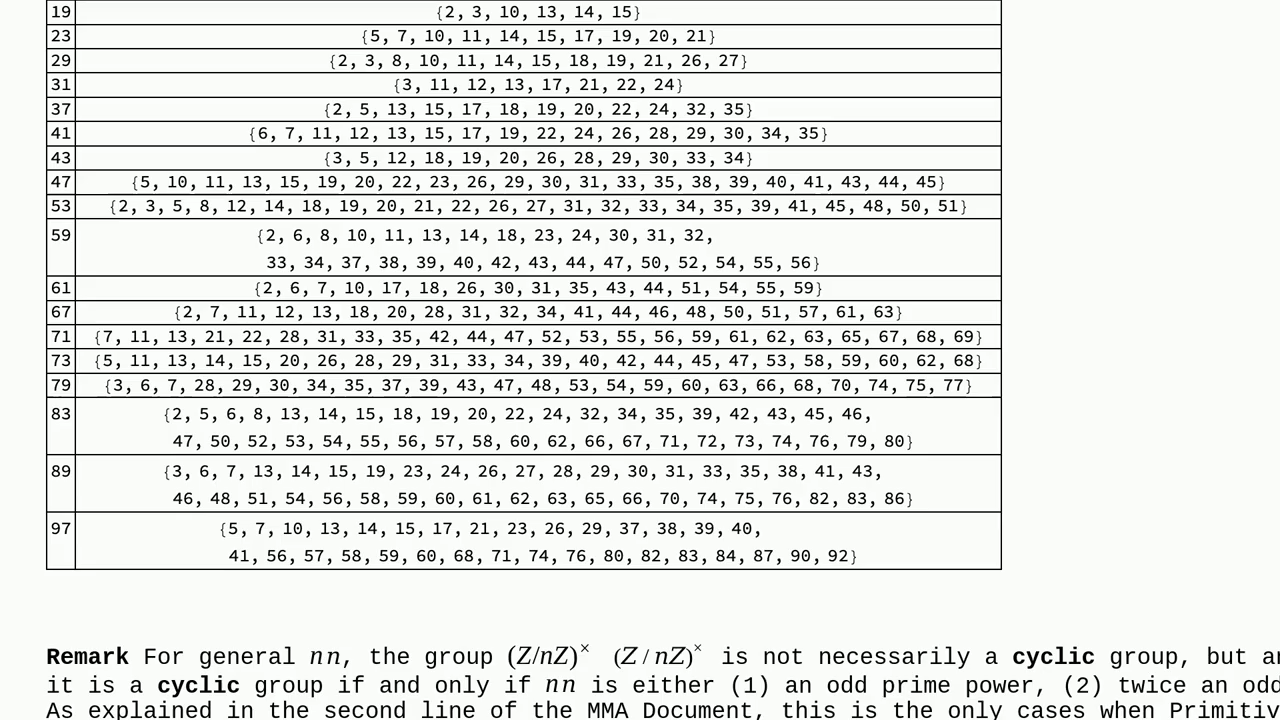 19 {2, 3, 10, 13, 14, 15}
23 {5, 7, 10, 11, 14, 15, 17, 19, 20, 21}
29 {2, 3, 8, 10, 11, 14, 15, 18, 19, 21, 26, 27}
31 {3, 11, 12, 13, 17, 21, 22, 24}
37 {2, 5, 13, 15, 17, 18, 19, 20, 22, 24, 32, 35}
41 {6, 7, 11, 12, 13, 15, 17, 19, 22, 24, 26, 28, 29, 30, 34, 35}
43 {3, 5, 12, 18, 19, 20, 26, 28, 29, 30, 33, 34}
47 {5, 10, 11, 13, 15, 19, 20, 22, 23, 26, 29, 30, 31, 33, 35, 38, 39, 40, 41, 43, 44, 45}
53 {2, 3, 5, 8, 12, 14, 18, 19, 20, 21, 22, 26, 27, 31, 32, 33, 34, 35, 39, 41, 45, 48, 50, 51}
59 {2, 6, 8, 10, 11, 13, 14, 18, 23, 24, 30, 31, 32,
33, 34, 37, 38, 39, 40, 42, 43, 44, 47, 50, 52, 54, 55, 56}
61 {2, 6, 7, 10, 17, 18, 26, 30, 31, 35, 43, 44, 51, 54, 55, 59}
67 {2, 7, 11, 12, 13, 18, 20, 28, 31, 32, 34, 41, 44, 46, 48, 50, 51, 57, 61, 63}
71 {7, 11, 13, 21, 22, 28, 31, 33, 35, 42, 44, 47, 52, 53, 55, 56, 59, 61, 62, 63, 65, 67, 68, 69}
73 {5, 11, 13, 14, 15, 20, 26, 28, 29, 31, 33, 34, 39, 40, 42, 44, 45, 47, 53, 58, 59, 60, 62, 68}
79 {3, 6, 7, 28, 29, 30, 34, 35, 37, 39, 43, 47, 48, 53, 54, 59, 60, 63, 66, 68, 70, 74, 75, 77}
83 {2, 5, 6, 8, 13, 14, 15, 18, 19, 20, 22, 24, 32, 34, 35, 39, 42, 43, 45, 46,
47, 50, 52, 53, 54, 55, 56, 57, 58, 60, 62, 66, 67, 71, 72, 73, 74, 76, 79, 80}
89 {3, 6, 7, 13, 14, 15, 19, 23, 24, 26, 27, 28, 29, 30, 31, 33, 35, 38, 41, 43,
46, 48, 51, 54, 56, 58, 59, 60, 61, 62, 63, 65, 66, 70, 74, 75, 76, 82, 83, 86}
97 {5, 7, 10, 13, 14, 15, 17, 21, 23, 26, 29, 37, 38, 39, 40,
41, 56, 57, 58, 59, 60, 68, 71, 74, 76, 80, 82, 83, 84, 87, 90, 92}
Remark For general nn, the group (Z/nZ)^× (Z/nZ)^× is not necessarily a cyclic group, but an
it is a cyclic group if and only if nn is either (1) an odd prime power, (2) twice an odd
As explained in the second line of the MMA Document, this is the only cases when Primitiv